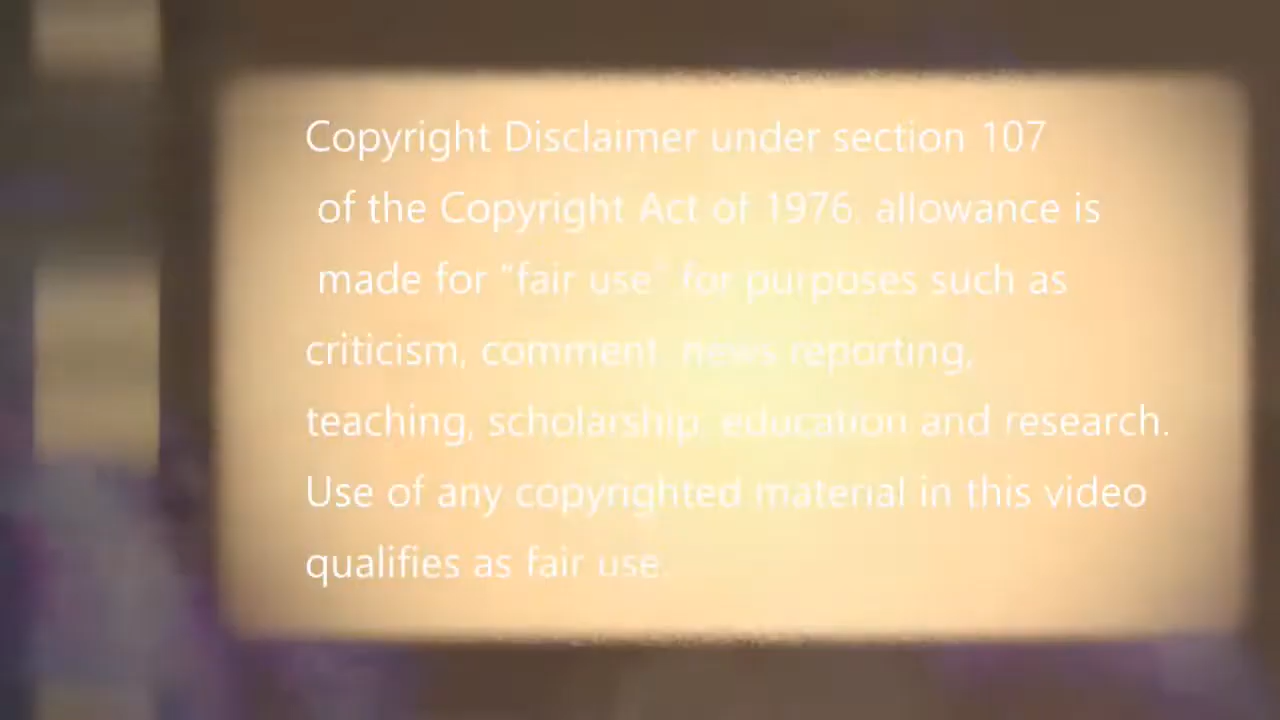 Copyright Disclaimer under section 107
of the Copyright Act of 1976, allowance is
made for “fair use” for purposes such as
criticism, comment, news reporting,
teaching, scholarship, education and research.
Use of any copyrighted material in this video
qualifies as fair use.